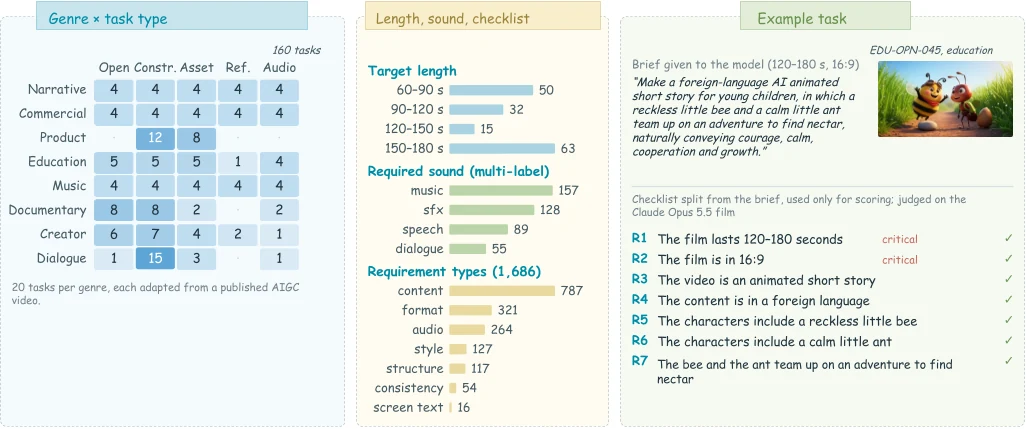 Genre × task type
160 tasks
Open Constr. Asset Ref. Audio
Narrative 4 4 4 4 4
Commercial 4 4 4 4 4
Product · 12 8 · ·
Education 5 5 5 1 4
Music 4 4 4 4 4
Documentary 8 8 2 · 2
Creator 6 7 4 2 1
Dialogue 1 15 3 · 1
20 tasks per genre, each adapted from a published AIGC
video.
Length, sound, checklist
Target length
60–90 s 50
90–120 s 32
120–150 s 15
150–180 s 63
Required sound (multi-label)
music 157
sfx 128
speech 89
dialogue 55
Requirement types (1,686)
content 787
format 321
audio 264
style 127
structure 117
consistency 54
screen text 16
Example task
EDU-OPN-045, education
Brief given to the model (120–180 s, 16:9)
"Make a foreign-language AI animated
short story for young children, in which a
reckless little bee and a calm little ant
team up on an adventure to find nectar,
naturally conveying courage, calm,
cooperation and growth."
Checklist split from the brief, used only for scoring; judged on the
Claude Opus 5.5 film
R1 The film lasts 120–180 seconds critical ✓
R2 The film is in 16:9 critical ✓
R3 The video is an animated short story ✓
R4 The content is in a foreign language ✓
R5 The characters include a reckless little bee ✓
R6 The characters include a calm little ant ✓
R7 The bee and the ant team up on an adventure to find ✓
nectar